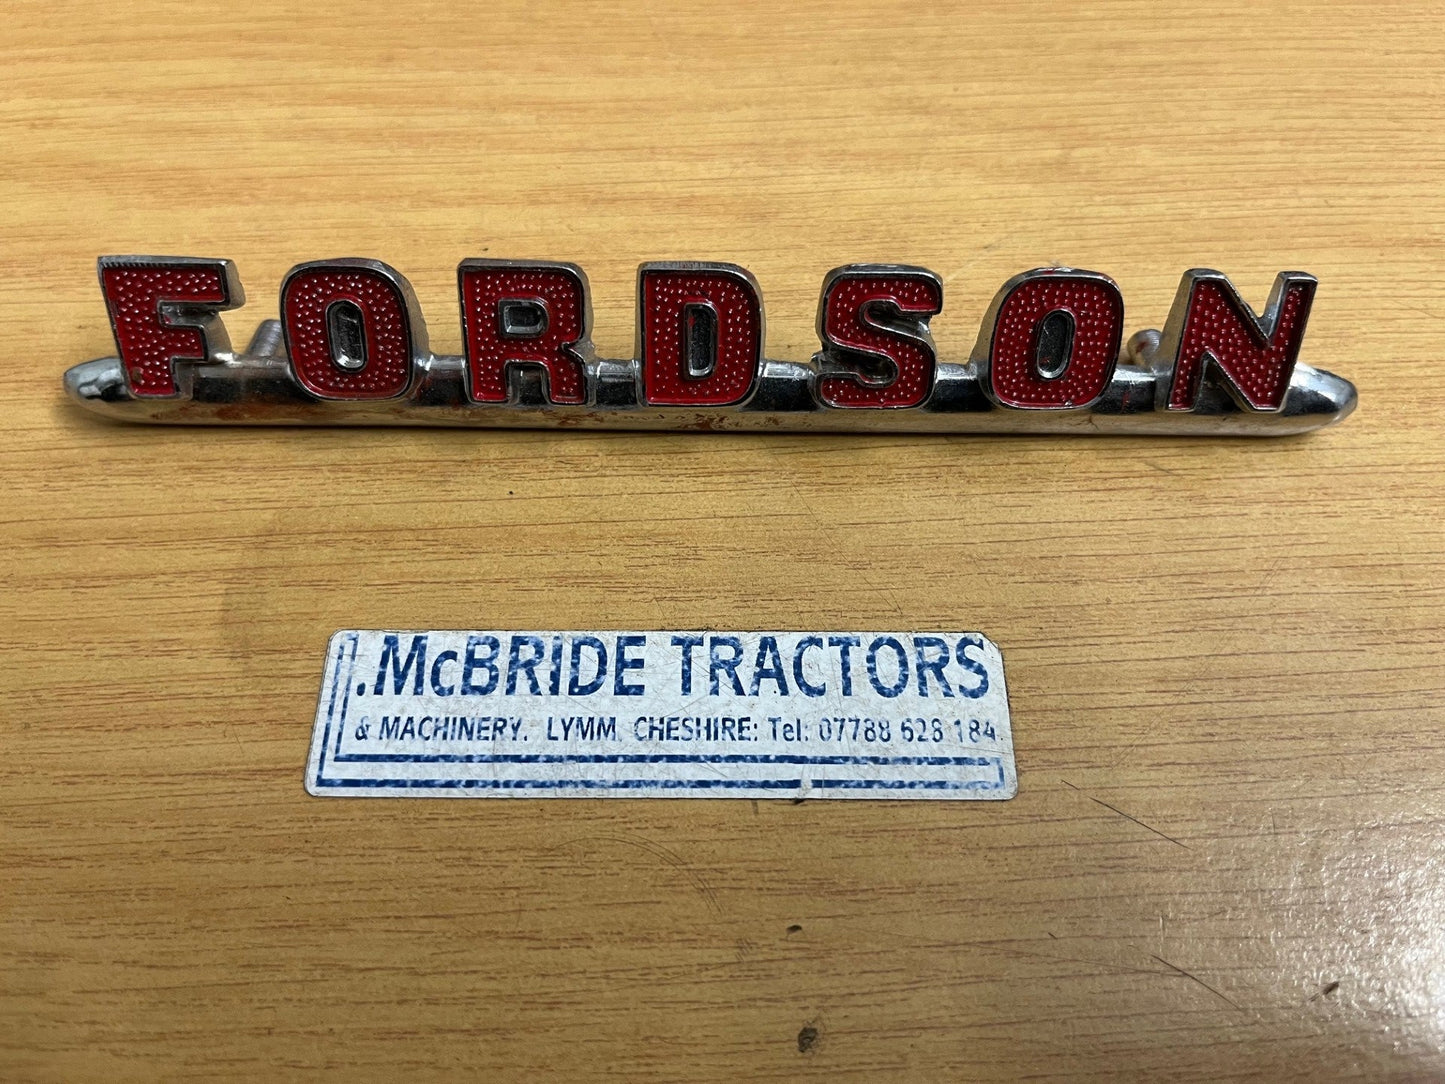 FORDSON
.McBRIDE TRACTORS
& MACHINERY. LYMM. CHESHIRE: Tel: 07788 628 184